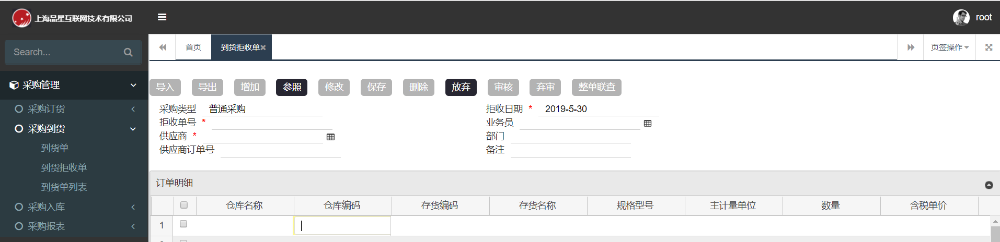 上海品星互联网技术有限公司
root
Search...
首页
到货拒收单
页签操作
采购管理
采购订货
采购到货
到货单
到货拒收单
到货单列表
采购入库
采购报表
导入 导出 增加 参照 修改 保存 删除 放弃 审核 弃审 整单联查
采购类型 普通采购 拒收日期 * 2019-5-30
拒收单号 * 业务员
供应商 * 部门
供应商订单号 备注
订单明细
仓库名称 仓库编码 存货编码 存货名称 规格型号 主计量单位 数量 含税单价
1